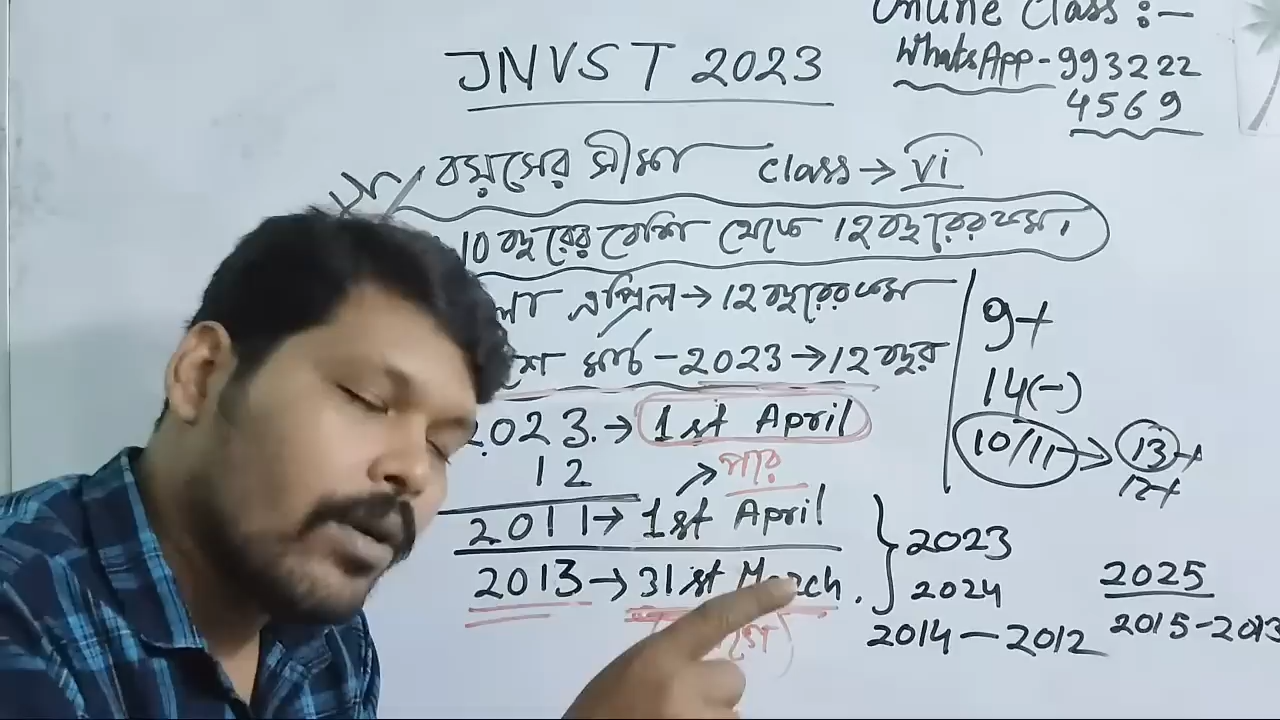 Online Class :-
WhatsApp - 993222
4569
JNVST 2023
বয়সের সীমা class → vi
10 বছরের বেশি থেকে 12 বছরের কম।
এপ্রিল → 12 বছরের কম
মার্চ - 2023 → 12 বছর
9+
14(-)
10/11 → 13+
12+
2023. → 1st April
12 → পরে
2011 → 1st April
2013 → 31st March.
2023
2024
2014 - 2012
2025
2015 - 2013